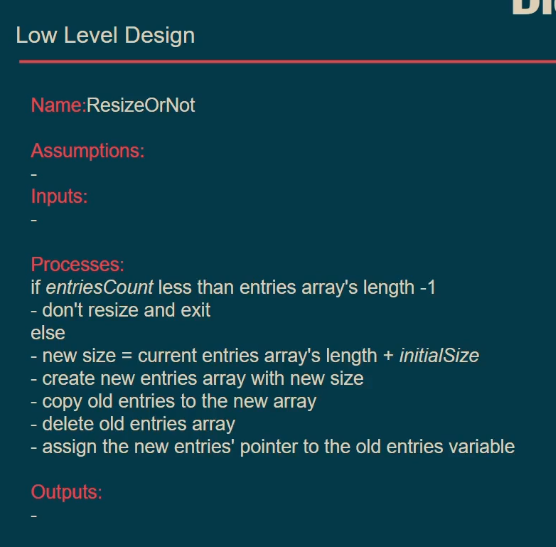 Low Level Design
Name:ResizeOrNot
Assumptions:
-
Inputs:
-
Processes:
if entriesCount less than entries array's length -1
- don't resize and exit
else
- new size = current entries array's length + initialSize
- create new entries array with new size
- copy old entries to the new array
- delete old entries array
- assign the new entries' pointer to the old entries variable
Outputs:
-